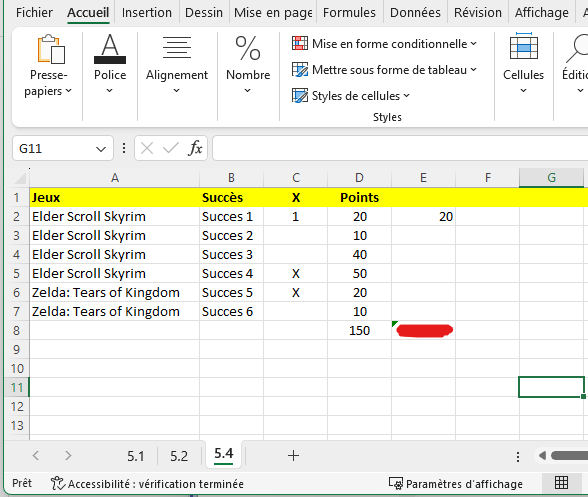 Fichier Accueil Insertion Dessin Mise en page Formules Données Révision Affichage
Presse-papiers
Police
Alignement
Nombre
Mise en forme conditionnelle
Mettre sous forme de tableau
Styles de cellules
Styles
Cellules
G11 fx
A B C D E F G
1 Jeux Succès X Points
2 Elder Scroll Skyrim Succes 1 1 20 20
3 Elder Scroll Skyrim Succes 2 10
4 Elder Scroll Skyrim Succes 3 40
5 Elder Scroll Skyrim Succes 4 X 50
6 Zelda: Tears of Kingdom Succes 5 X 20
7 Zelda: Tears of Kingdom Succes 6 10
8 150
9
10
11
12
13
5.1 5.2 5.4
Prêt Accessibilité : vérification terminée Paramètres d'affichage